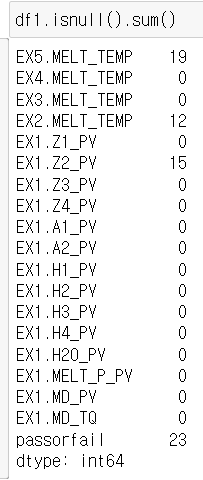 df1.isnull().sum()
EX5.MELT_TEMP 19
EX4.MELT_TEMP 0
EX3.MELT_TEMP 0
EX2.MELT_TEMP 12
EX1.Z1_PV 0
EX1.Z2_PV 15
EX1.Z3_PV 0
EX1.Z4_PV 0
EX1.A1_PV 0
EX1.A2_PV 0
EX1.H1_PV 0
EX1.H2_PV 0
EX1.H3_PV 0
EX1.H4_PV 0
EX1.H2O_PV 0
EX1.MELT_P_PV 0
EX1.MD_PV 0
EX1.MD_TQ 0
passorfail 23
dtype: int64